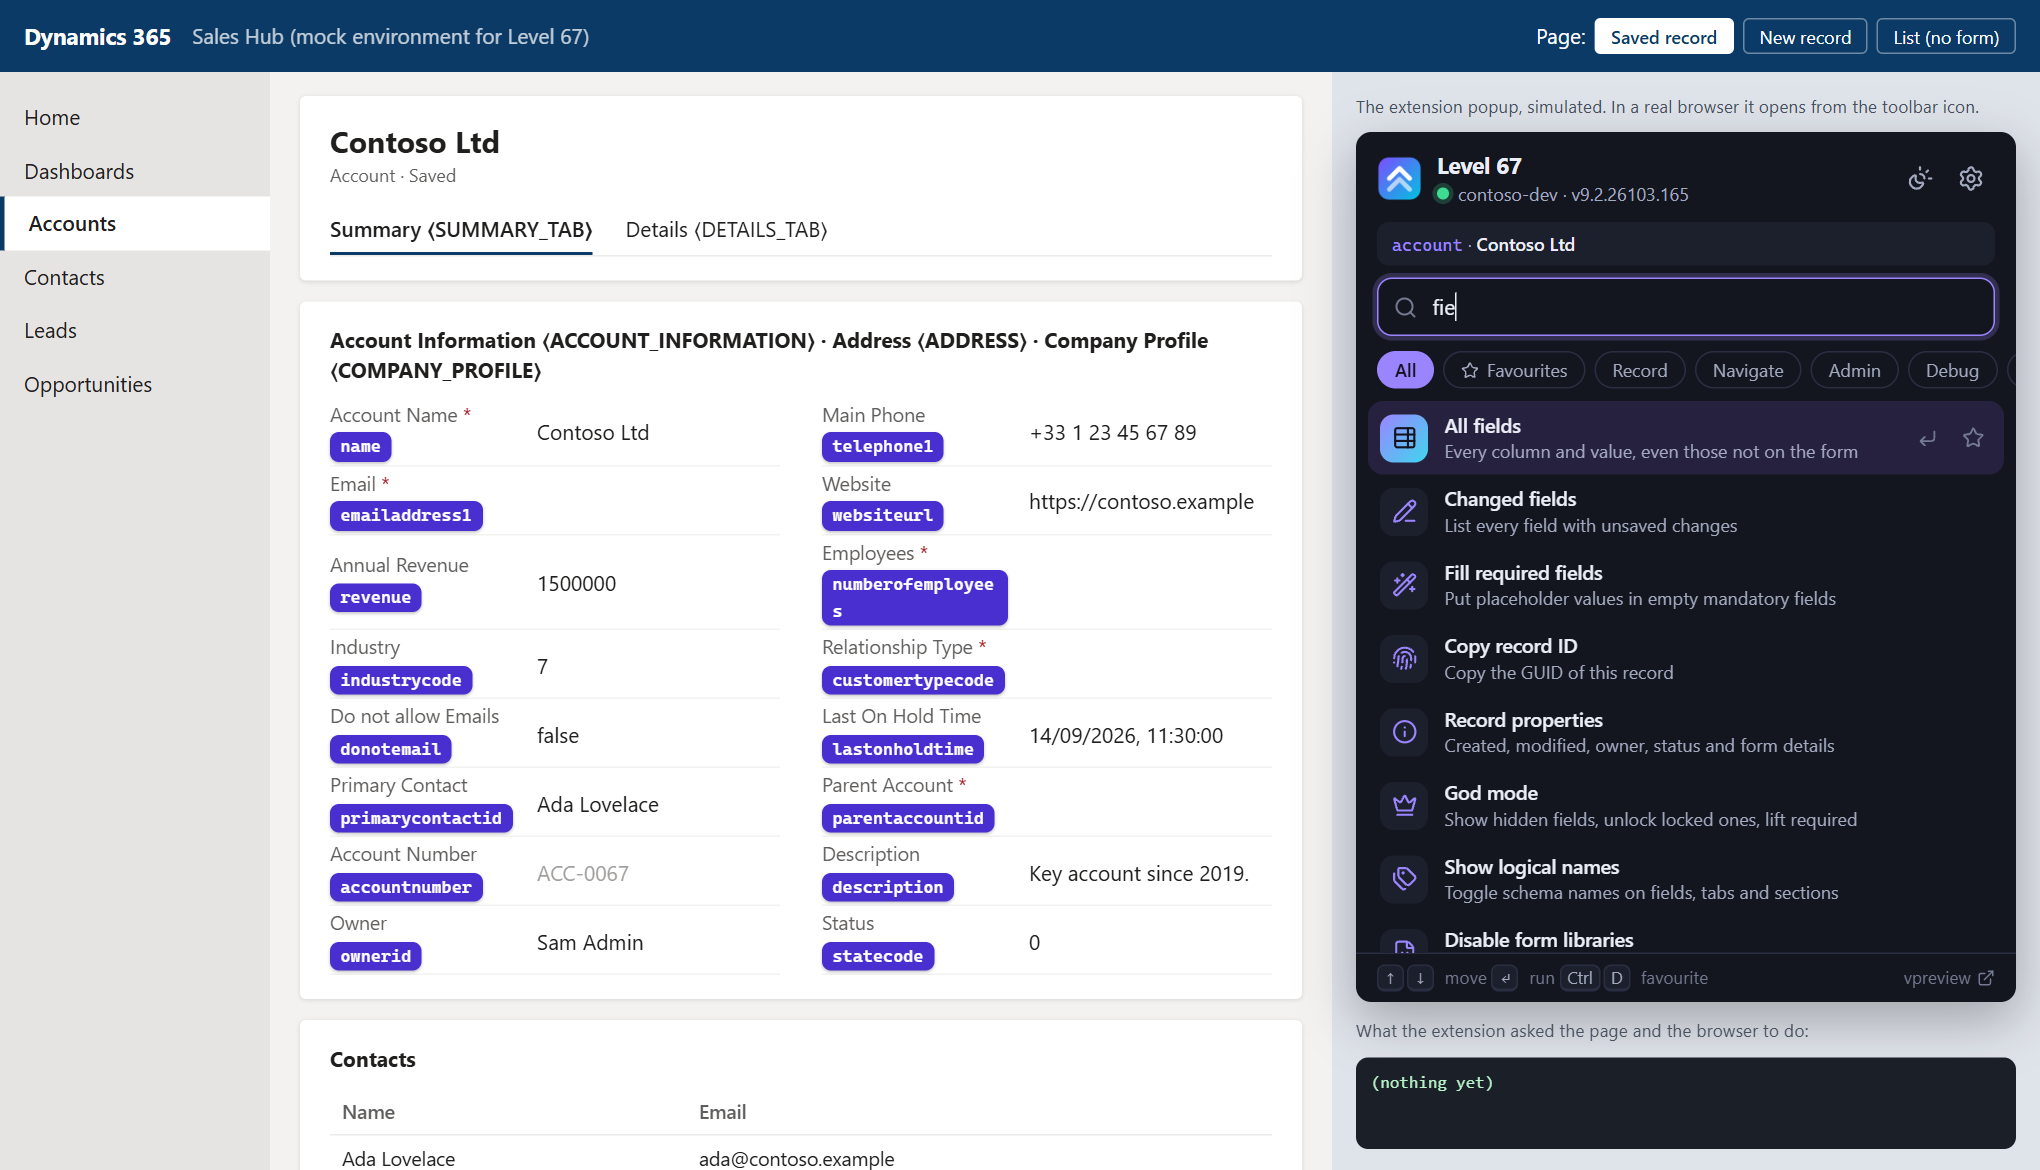 Dynamics 365 Sales Hub (mock environment for Level 67)
Page: Saved record New record List (no form)
Home
Dashboards
Accounts
Contacts
Leads
Opportunities
Contoso Ltd
Account · Saved
Summary ⟨SUMMARY_TAB⟩ Details ⟨DETAILS_TAB⟩
Account Information ⟨ACCOUNT_INFORMATION⟩ · Address ⟨ADDRESS⟩ · Company Profile
⟨COMPANY_PROFILE⟩
Account Name *
name
Contoso Ltd
Main Phone
telephone1
+33 1 23 45 67 89
Email *
emailaddress1
Website
websiteurl
https://contoso.example
Annual Revenue
revenue
1500000
Employees *
numberofemployee
s
Industry
industrycode
7
Relationship Type *
customertypecode
Do not allow Emails
donotemail
false
Last On Hold Time
lastonholdtime
14/09/2026, 11:30:00
Primary Contact
primarycontactid
Ada Lovelace
Parent Account *
parentaccountid
Account Number
accountnumber
ACC-0067
Description
description
Key account since 2019.
Owner
ownerid
Sam Admin
Status
statecode
0
Contacts
Name Email
Ada Lovelace ada@contoso.example
The extension popup, simulated. In a real browser it opens from the toolbar icon.
Level 67
contoso-dev · v9.2.26103.165
account · Contoso Ltd
fie
All Favourites Record Navigate Admin Debug
All fields
Every column and value, even those not on the form
Changed fields
List every field with unsaved changes
Fill required fields
Put placeholder values in empty mandatory fields
Copy record ID
Copy the GUID of this record
Record properties
Created, modified, owner, status and form details
God mode
Show hidden fields, unlock locked ones, lift required
Show logical names
Toggle schema names on fields, tabs and sections
Disable form libraries
↑ ↓ move ↵ run Ctrl D favourite vpreview
What the extension asked the page and the browser to do:
(nothing yet)